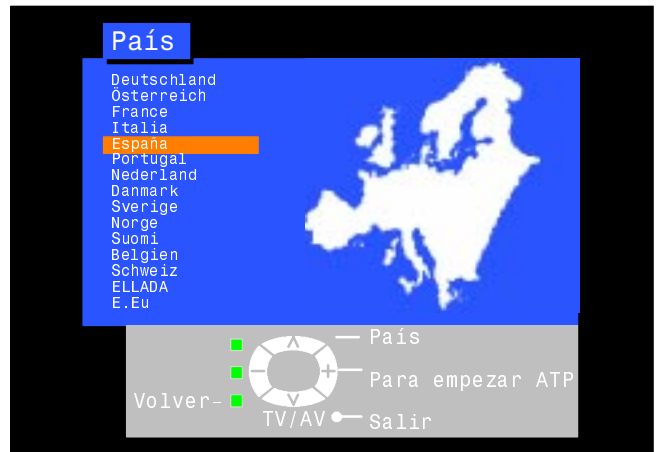 País
Deutschland
Österreich
France
Italia
España
Portugal
Nederland
Danmark
Sverige
Norge
Suomi
Belgien
Schweiz
ELLADA
E.Eu
País
Para empezar ATP
Volver
TV/AV
Salir